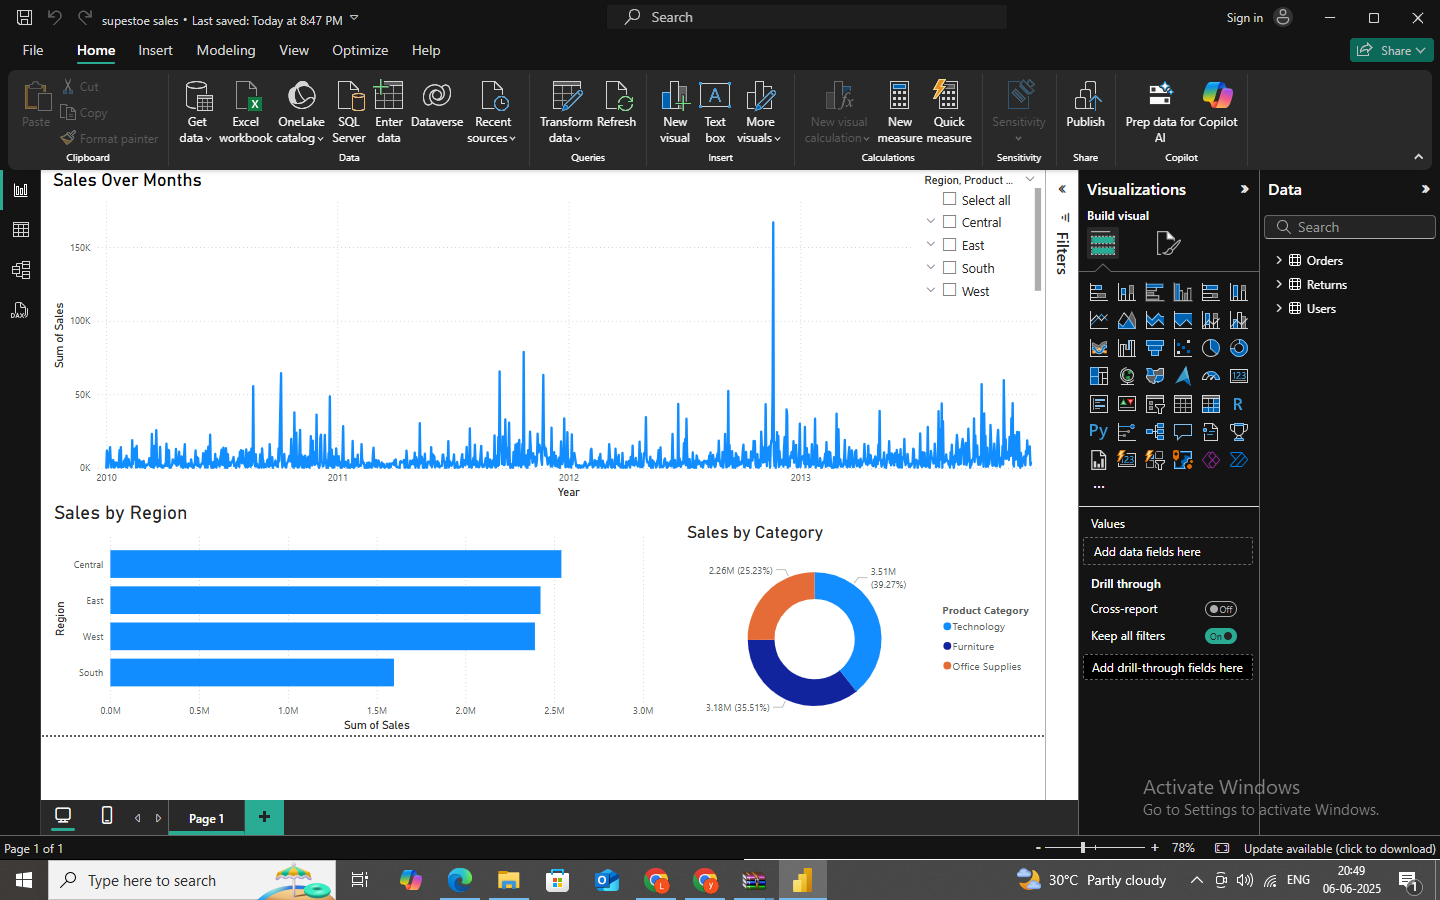 supestoe sales • Last saved: Today at 8:47 PM
Search
Sign in
File
Home
Insert
Modeling
View
Optimize
Help
Share
Paste
Cut
Copy
Format painter
Clipboard
Get data
Excel workbook
OneLake catalog
SQL Server
Enter data
Dataverse
Recent sources
Data
Transform data
Refresh
Queries
New visual
Text box
More visuals
Insert
New visual calculation
New measure
Quick measure
Calculations
Sensitivity
Sensitivity
Publish
Share
Prep data for AI
Copilot
Copilot
Sales Over Months
150K
100K
50K
0K
Sum of Sales
2010
2011
2012
2013
Year
Region, Product ...
Select all
Central
East
South
West
Sales by Region
Region
Central
East
West
South
0.0M
0.5M
1.0M
1.5M
2.0M
2.5M
3.0M
Sum of Sales
Sales by Category
2.26M (25.23%)
3.51M
(39.27%)
3.18M (35.51%)
Product Category
Technology
Furniture
Office Supplies
Filters
Visualizations
Build visual
123
R
Py
123
...
Values
Add data fields here
Drill through
Cross-report
Off
Keep all filters
On
Add drill-through fields here
Data
Search
Orders
Returns
Users
DAX
Activate Windows
Go to Settings to activate Windows.
Page 1
Page 1 of 1
78%
Update available (click to download)
Type here to search
30°C Partly cloudy
ENG
20:49
06-06-2025
1